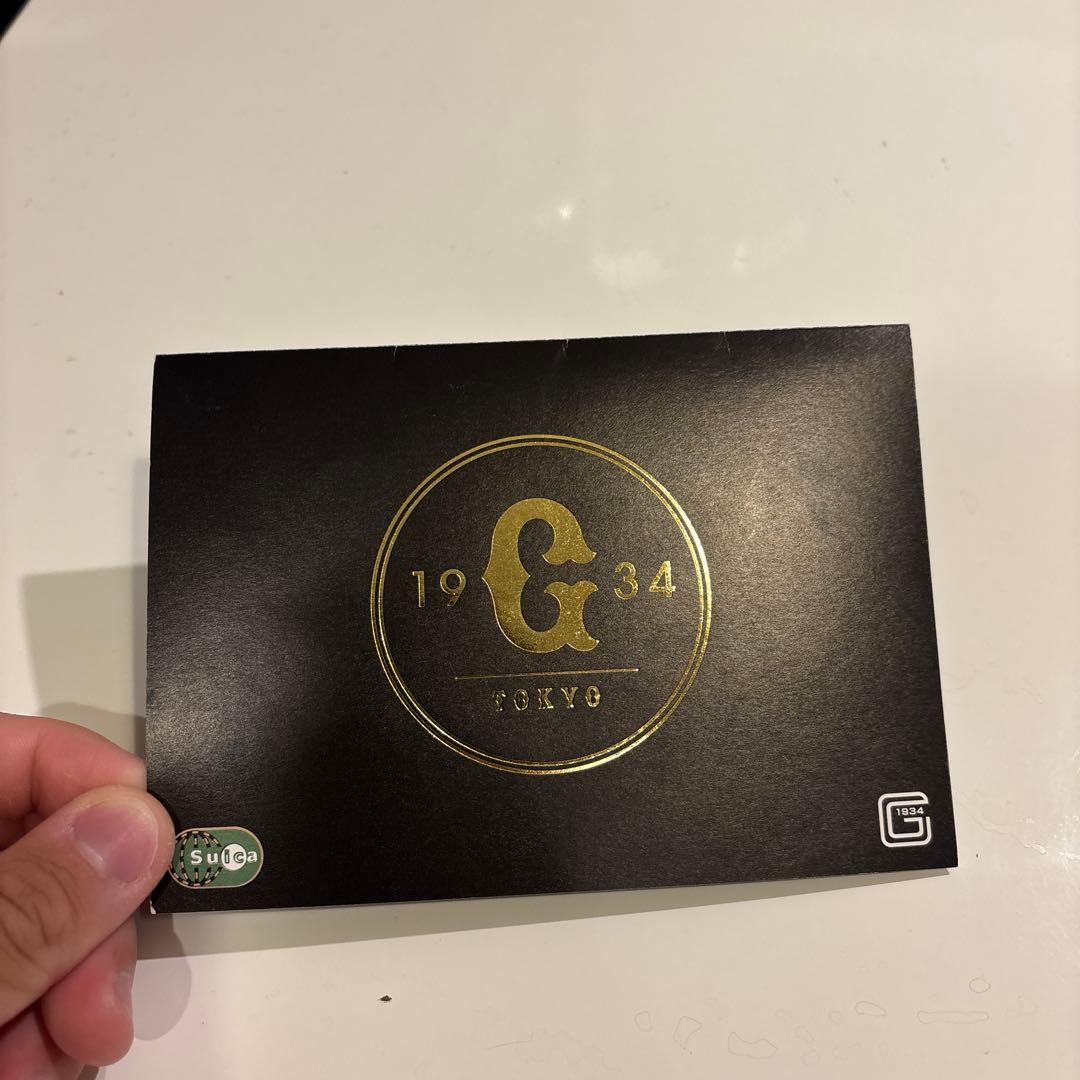 19 G 34
TOKYO
Suica
1934
G